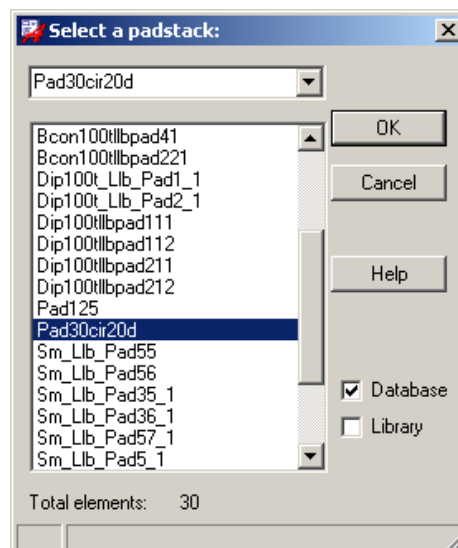 Select a padstack:
Pad30cir20d
Bcon100tllbpad41
Bcon100tllbpad221
Dip100t_Llb_Pad1_1
Dip100t_Llb_Pad2_1
Dip100tllbpad111
Dip100tllbpad112
Dip100tllbpad211
Dip100tllbpad212
Pad125
Pad30cir20d
Sm_Llb_Pad55
Sm_Llb_Pad56
Sm_Llb_Pad35_1
Sm_Llb_Pad36_1
Sm_Llb_Pad57_1
Sm_Llb_Pad5_1
OK
Cancel
Help
Database
Library
Total elements: 30